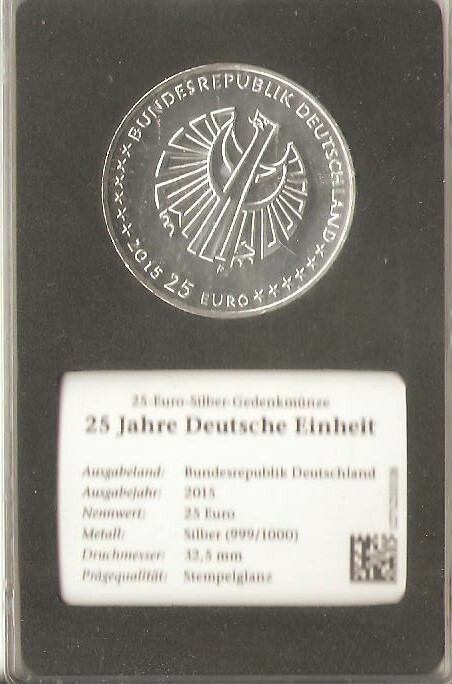 BUNDESREPUBLIK DEUTSCHLAND
2015 25 EURO
25-Euro-Silber-Gedenkmünze
25 Jahre Deutsche Einheit
Ausgabeland: Bundesrepublik Deutschland
Ausgabejahr: 2015
Nennwert: 25 Euro
Metall: Silber (999/1000)
Druchmesser: 32,5 mm
Prägequalität: Stempelglanz